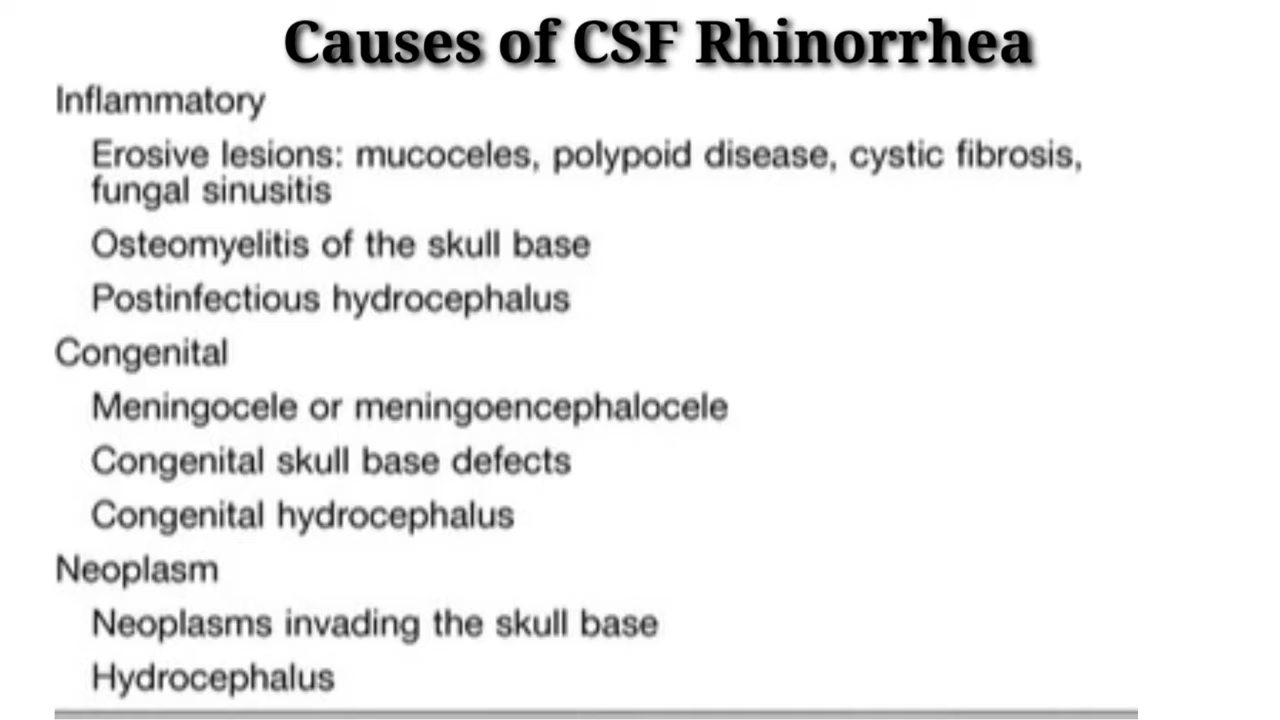 Causes of CSF Rhinorrhea
Inflammatory
Erosive lesions: mucoceles, polypoid disease, cystic fibrosis,
fungal sinusitis
Osteomyelitis of the skull base
Postinfectious hydrocephalus
Congenital
Meningocele or meningoencephalocele
Congenital skull base defects
Congenital hydrocephalus
Neoplasm
Neoplasms invading the skull base
Hydrocephalus